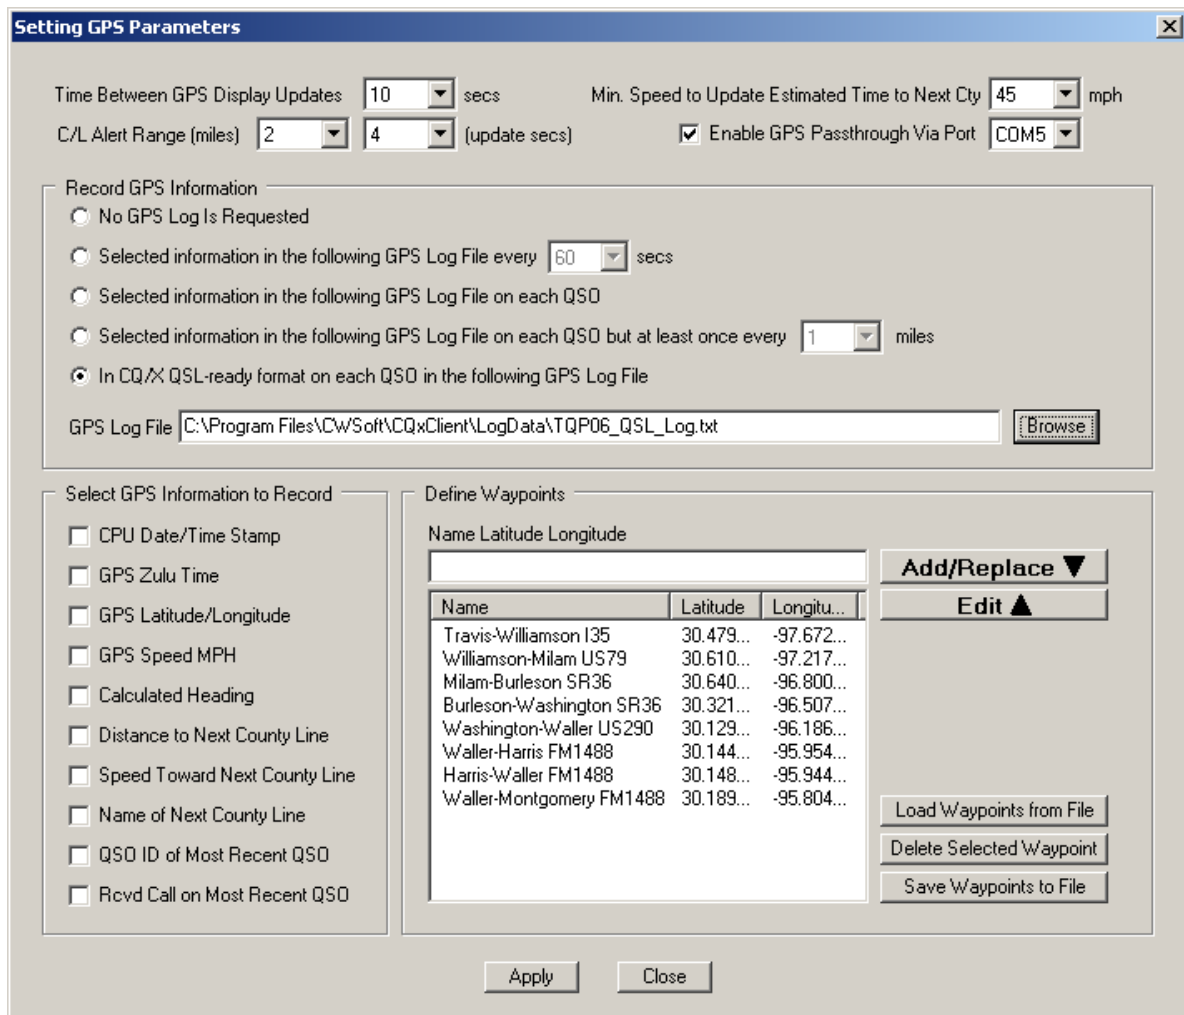 Setting GPS Parameters
Time Between GPS Display Updates 10 secs Min. Speed to Update Estimated Time to Next Cty 45 mph
C/L Alert Range (miles) 2 4 (update secs) Enable GPS Passthrough Via Port COM5
Record GPS Information
No GPS Log Is Requested
Selected information in the following GPS Log File every 60 secs
Selected information in the following GPS Log File on each QSO
Selected information in the following GPS Log File on each QSO but at least once every 1 miles
In CQ/X QSL-ready format on each QSO in the following GPS Log File
GPS Log File C:\Program Files\CWSoft\CQxClient\LogData\TQP06_QSL_Log.txt Browse
Select GPS Information to Record
CPU Date/Time Stamp
GPS Zulu Time
GPS Latitude/Longitude
GPS Speed MPH
Calculated Heading
Distance to Next County Line
Speed Toward Next County Line
Name of Next County Line
QSO ID of Most Recent QSO
Rcvd Call on Most Recent QSO
Define Waypoints
Name Latitude Longitude
Add/Replace ▼
Edit ▲
Name Latitude Longitu...
Travis-Williamson I35 30.479... -97.672...
Williamson-Milam US79 30.610... -97.217...
Milam-Burleson SR36 30.640... -96.800...
Burleson-Washington SR36 30.321... -96.507...
Washington-Waller US290 30.129... -96.186...
Waller-Harris FM1488 30.144... -95.954...
Harris-Waller FM1488 30.148... -95.944...
Waller-Montgomery FM1488 30.189... -95.804...
Load Waypoints from File
Delete Selected Waypoint
Save Waypoints to File
Apply Close